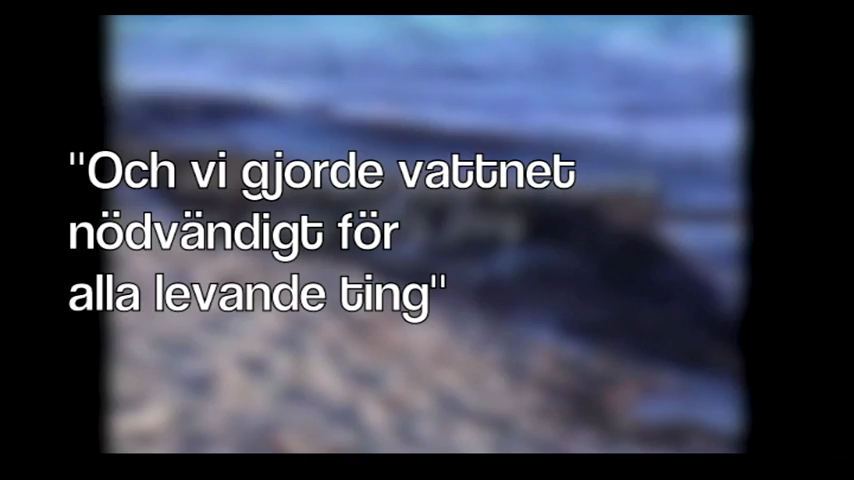 "Och vi gjorde vattnet
nödvändigt för
alla levande ting"